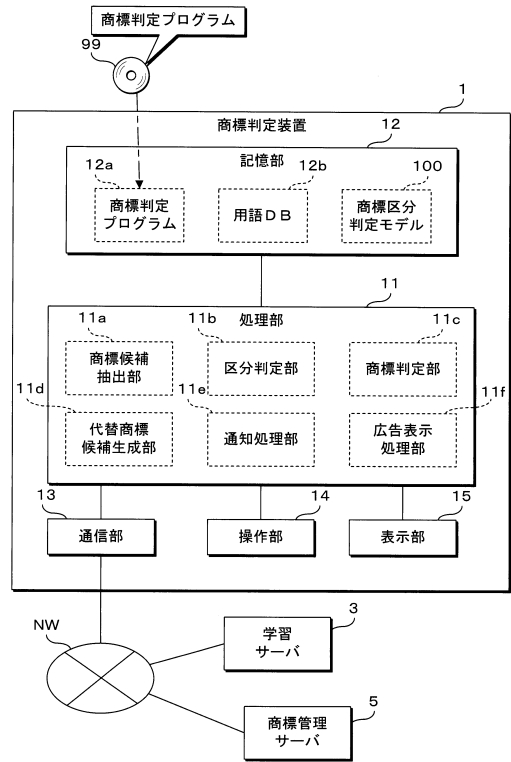 商標判定プログラム
99
1
商標判定装置
12
記憶部
12a
12b
100
商標判定
プログラム
用語DB
商標区分
判定モデル
11
処理部
11a
11b
11c
商標候補
抽出部
区分判定部
商標判定部
11d
11e
11f
代替商標
候補生成部
通知処理部
広告表示
処理部
13
14
15
通信部
操作部
表示部
NW
3
学習
サーバ
5
商標管理
サーバ